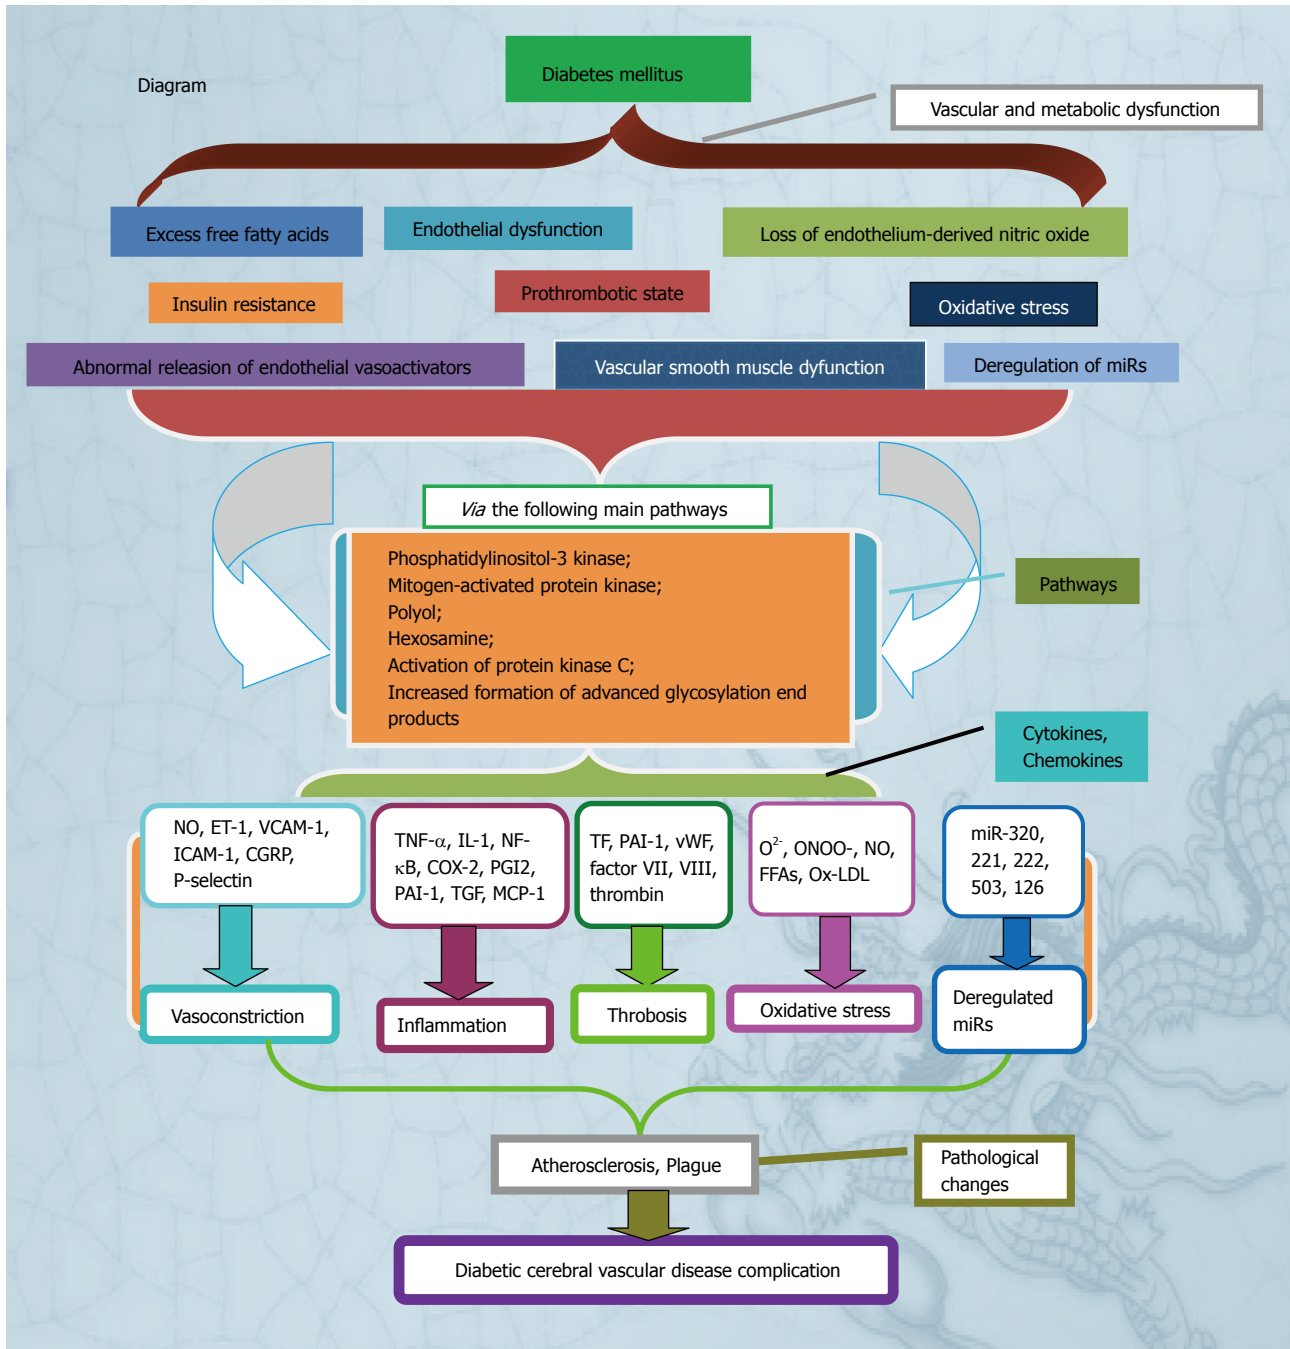 Diabetes mellitus
Diagram
Vascular and metabolic dysfunction
Excess free fatty acids
Endothelial dysfunction
Loss of endothelium-derived nitric oxide
Insulin resistance
Prothrombotic state
Oxidative stress
Abnormal releasion of endothelial vasoactivators
Vascular smooth muscle dyfunction
Deregulation of miRs
Via the following main pathways
Phosphatidylinositol-3 kinase;
Mitogen-activated protein kinase;
Polyol;
Hexosamine;
Activation of protein kinase C;
Increased formation of advanced glycosylation end
products
Pathways
Cytokines,
Chemokines
NO, ET-1, VCAM-1,
ICAM-1, CGRP,
P-selectin
TNF-α, IL-1, NF-
κB, COX-2, PGI2,
PAI-1, TGF, MCP-1
TF, PAI-1, vWF,
factor VII, VIII,
thrombin
O²⁻, ONOO-, NO,
FFAs, Ox-LDL
miR-320,
221, 222,
503, 126
Vasoconstriction
Inflammation
Throbosis
Oxidative stress
Deregulated
miRs
Atherosclerosis, Plague
Pathological
changes
Diabetic cerebral vascular disease complication